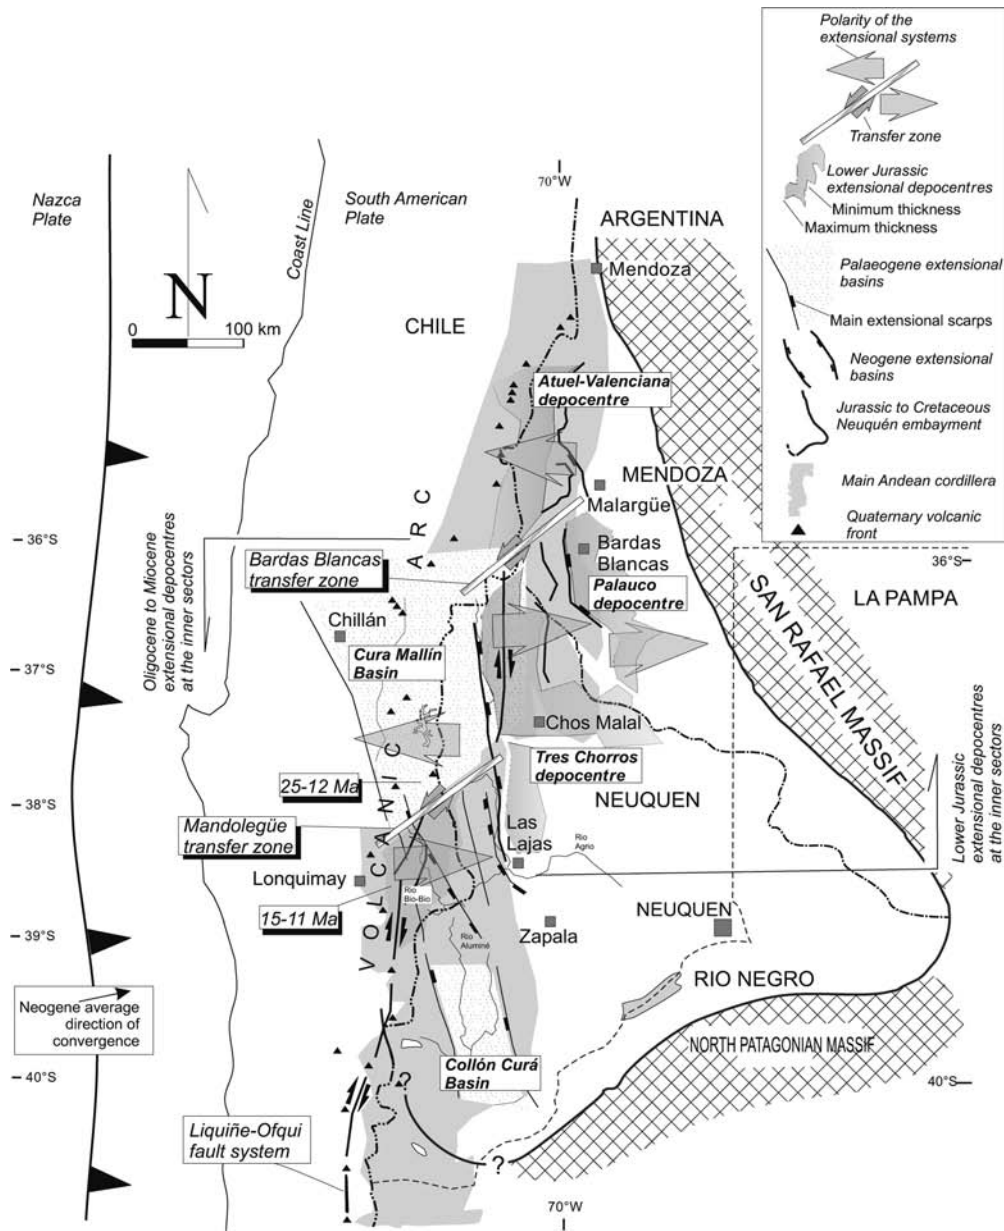 Polarity of the
extensional systems
Transfer zone
Lower Jurassic
extensional depocentres
Minimum thickness
Maximum thickness
Palaeogene extensional
basins
Main extensional scarps
Neogene extensional
basins
Jurassic to Cretaceous
Neuquén embayment
Main Andean cordillera
Quaternary volcanic
front
Nazca
Plate
Coast Line
South American
Plate
70°W
ARGENTINA
Mendoza
N
0 100 km
CHILE
Atuel-Valenciana
depocentre
MENDOZA
Malargüe
VOLCANIC ARC
36°S
Oligocene to Miocene
extensional depocentres
at the inner sectors
Bardas Blancas
transfer zone
Bardas
Blancas
Palauco
depocentre
36°S
LA PAMPA
SAN RAFAEL MASSIF
Chillán
Cura Mallín
Basin
37°S
Chos Malal
Tres Chorros
depocentre
NEUQUEN
25-12 Ma
38°S
Mandolegüe
transfer zone
Las
Lajas
Rio
Agrio
Lower Jurassic
extensional depocentres
at the inner sectors
Lonquimay
Rio
Bio-Bio
15-11 Ma
Zapala
NEUQUEN
39°S
Rio
Aluminé
RIO NEGRO
Neogene average
direction of
convergence
NORTH PATAGONIAN MASSIF
Collón Curá
Basin
40°S
?
40°S
Liquiñe-Ofqui
fault system
?
70°W